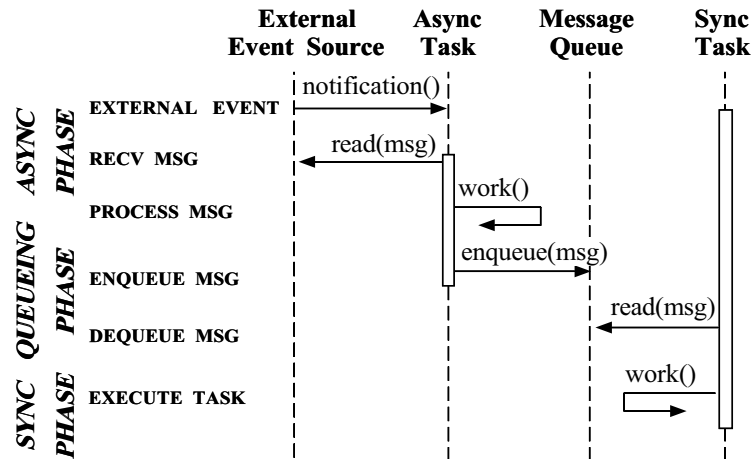 External
Event Source
Async
Task
Message
Queue
Sync
Task
ASYNC
PHASE
EXTERNAL EVENT
notification()
RECV MSG
read(msg)
PROCESS MSG
work()
QUEUEING
PHASE
ENQUEUE MSG
enqueue(msg)
DEQUEUE MSG
read(msg)
SYNC
PHASE
EXECUTE TASK
work()